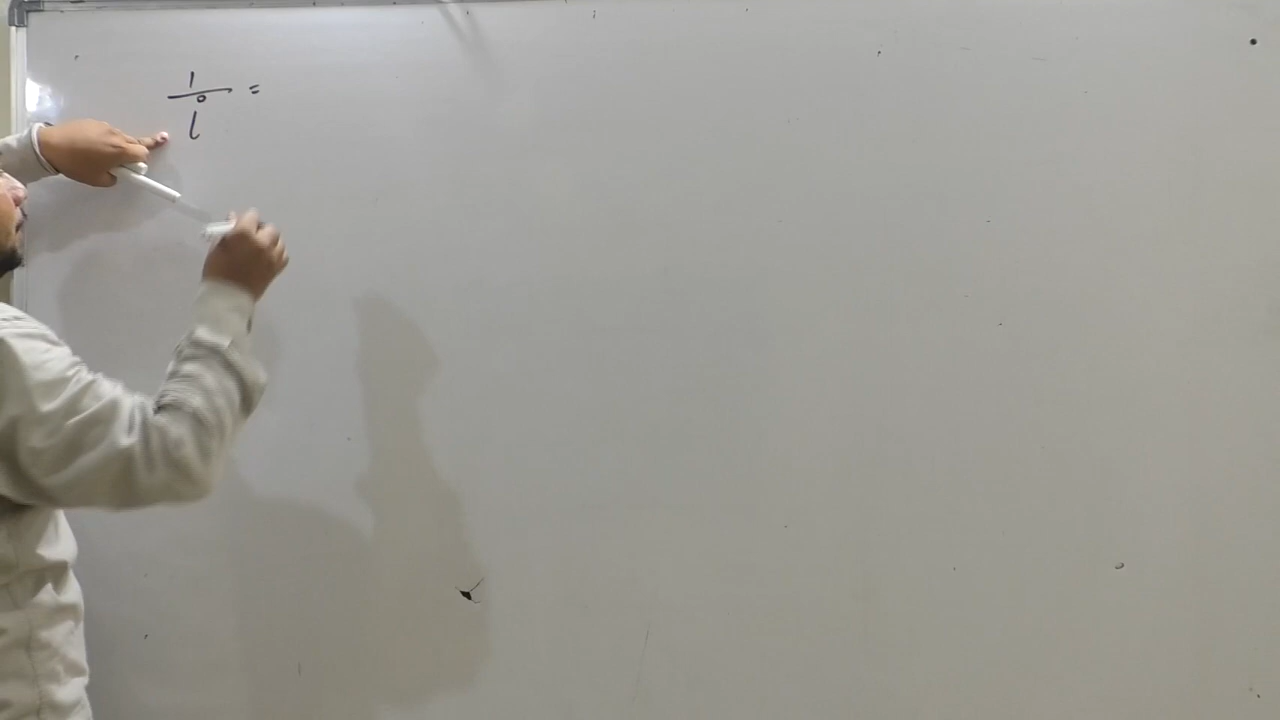 1/i =